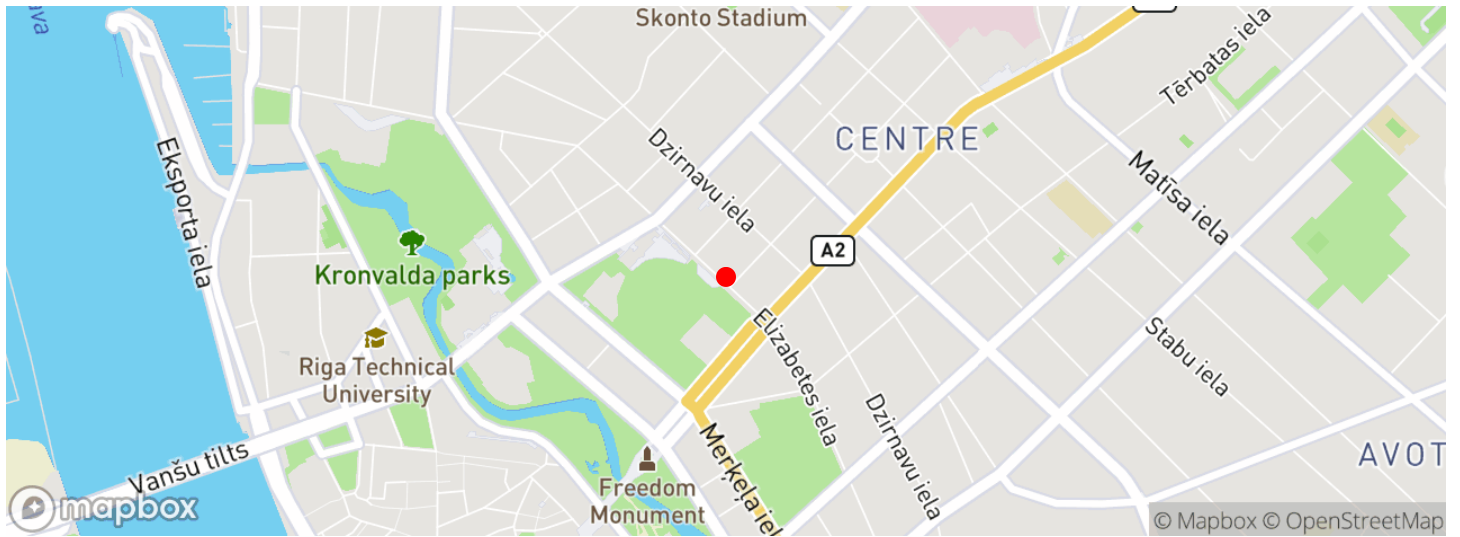 ava
Skonto Stadium
Tērbatas iela
Dzirnavu iela
CENTRE
Matīsa iela
Eksporta iela
A2
Kronvalda parks
Elizabetes iela
Stabu iela
Riga Technical
University
Dzirnavu iela
Merķeļa iel
AVOT
Vanšu tilts
Freedom
Monument
mapbox
© Mapbox © OpenStreetMap